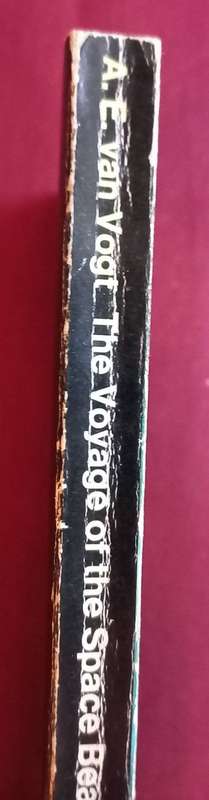 A. E. van Vogt The Voyage of the Space Bea